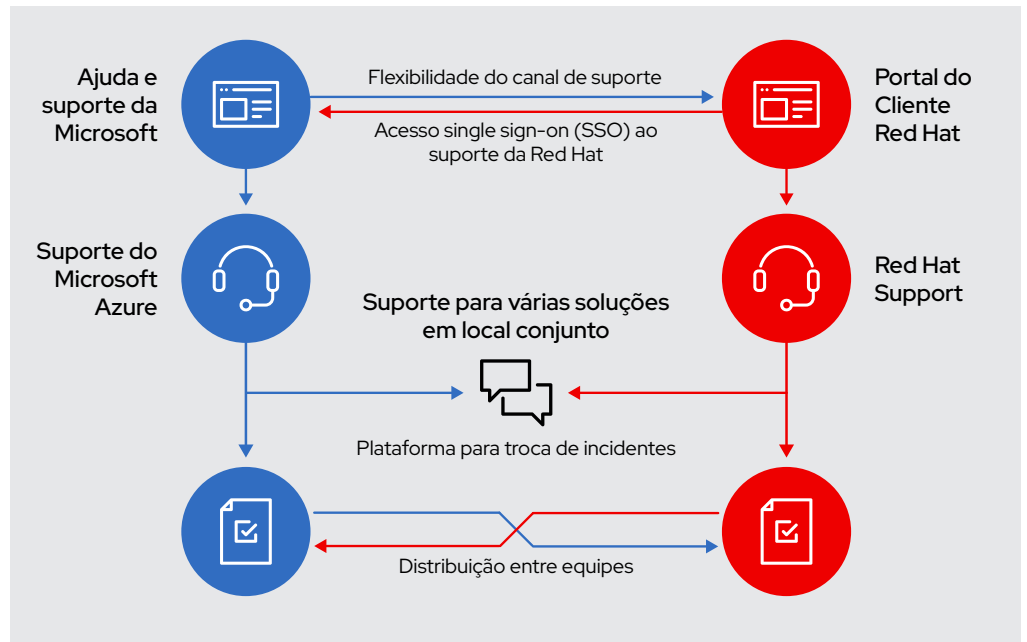 Ajuda e
suporte da
Microsoft
Flexibilidade do canal de suporte
Acesso single sign-on (SSO) ao
suporte da Red Hat
Portal do
Cliente
Red Hat
Suporte do
Microsoft
Azure
Red Hat
Support
Suporte para várias soluções
em local conjunto
Plataforma para troca de incidentes
Distribuição entre equipes